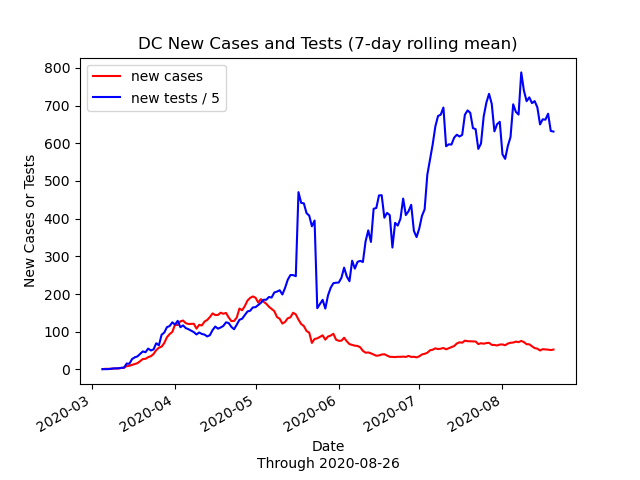 DC New Cases and Tests (7-day rolling mean)
new cases
new tests / 5
New Cases or Tests
800
700
600
500
400
300
200
100
0
2020-03
2020-04
2020-05
2020-06
2020-07
2020-08
Date
Through 2020-08-26